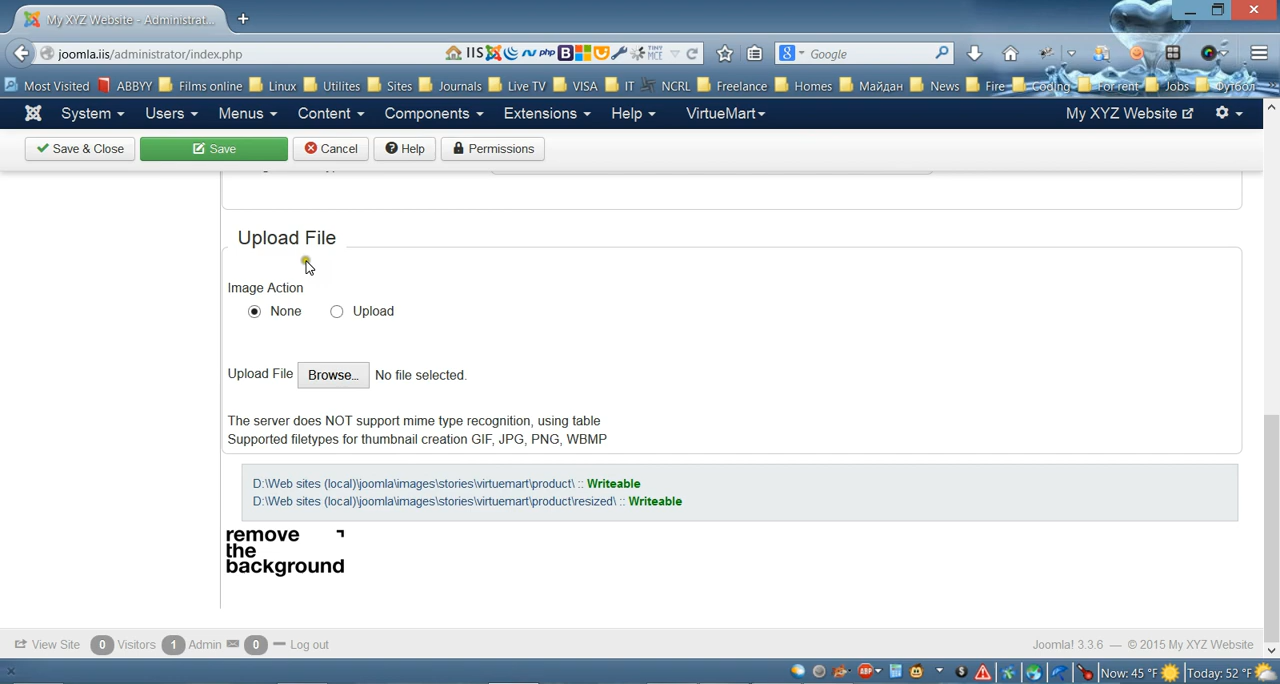 My XYZ Website - Administrat...
joomla.iis/administrator/index.php
IIS
php
TINY MCE
Google
Most Visited
ABBYY
Films online
Linux
Utilites
Sites
Journals
Live TV
VISA
IT
NCRL
Freelance
Homes
Майдан
News
Fire
Coding
For rent
Jobs
Футбол
System
Users
Menus
Content
Components
Extensions
Help
VirtueMart
My XYZ Website
Save & Close
Save
Cancel
Help
Permissions
Upload File
Image Action
None
Upload
Upload File
Browse...
No file selected.
The server does NOT support mime type recognition, using table
Supported filetypes for thumbnail creation GIF, JPG, PNG, WBMP
D:\Web sites (local)\joomla\images\stories\virtuemart\product\ :: Writeable
D:\Web sites (local)\joomla\images\stories\virtuemart\product\resized\ :: Writeable
remove
the
background
View Site
0 Visitors
1 Admin
0
Log out
Joomla! 3.3.6 — © 2015 My XYZ Website
ABP
Now: 45 °F
Today: 52 °F